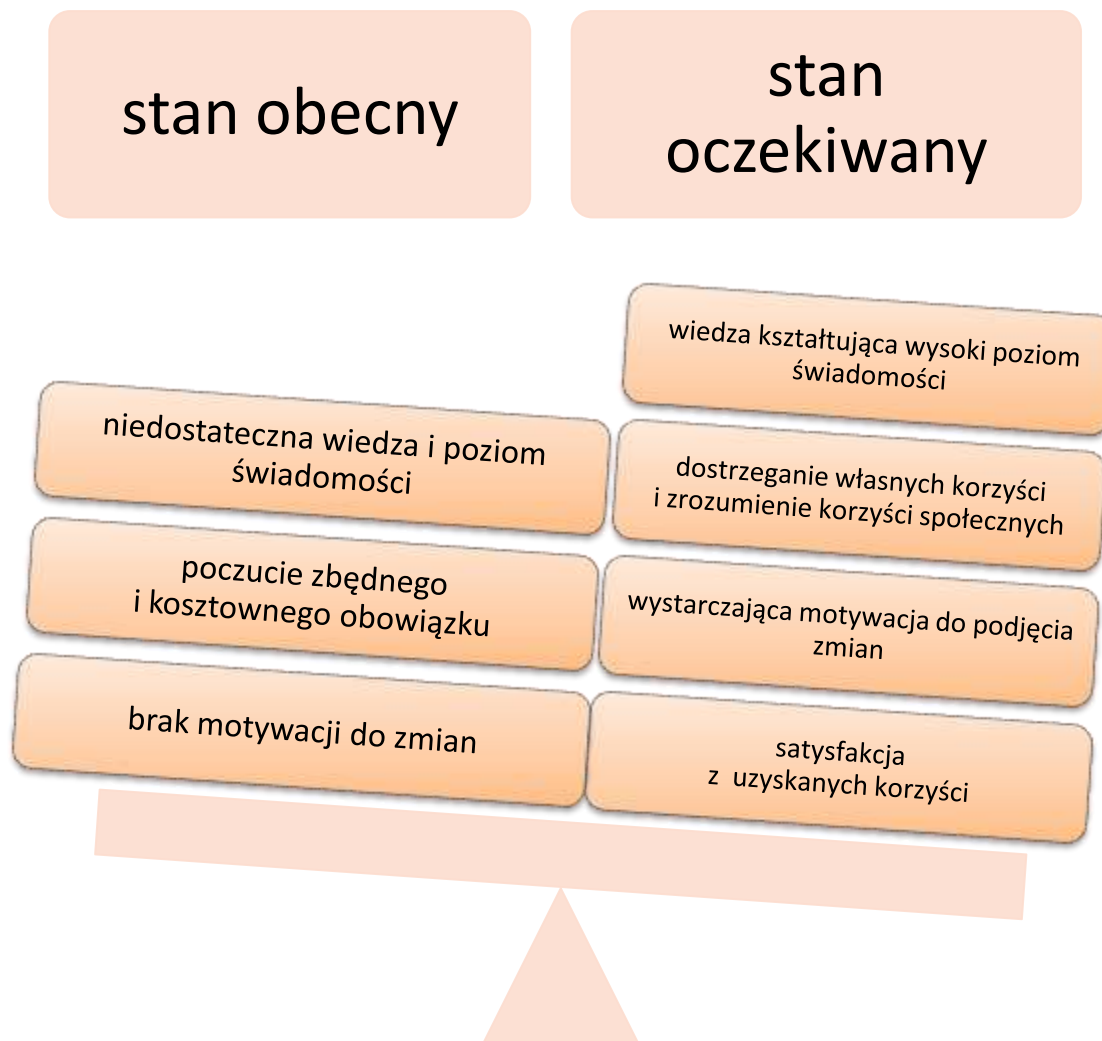 stan obecny
stan
oczekiwany
niedostateczna wiedza i poziom
świadomości
poczucie zbędnego
i kosztownego obowiązku
brak motywacji do zmian
wiedza kształtująca wysoki poziom
świadomości
dostrzeganie własnych korzyści
i zrozumienie korzyści społecznych
wystarczająca motywacja do podjęcia
zmian
satysfakcja
z uzyskanych korzyści